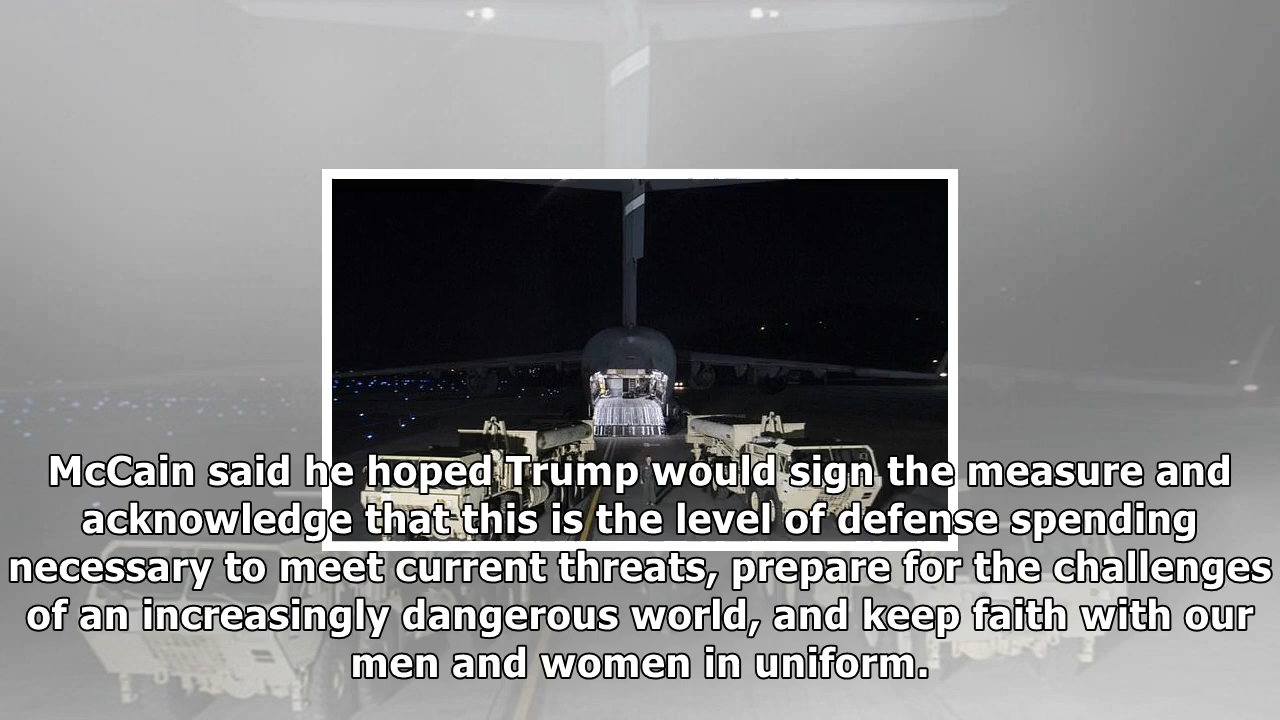 McCain said he hoped Trump would sign the measure and
acknowledge that this is the level of defense spending
necessary to meet current threats, prepare for the challenges
of an increasingly dangerous world, and keep faith with our
men and women in uniform.